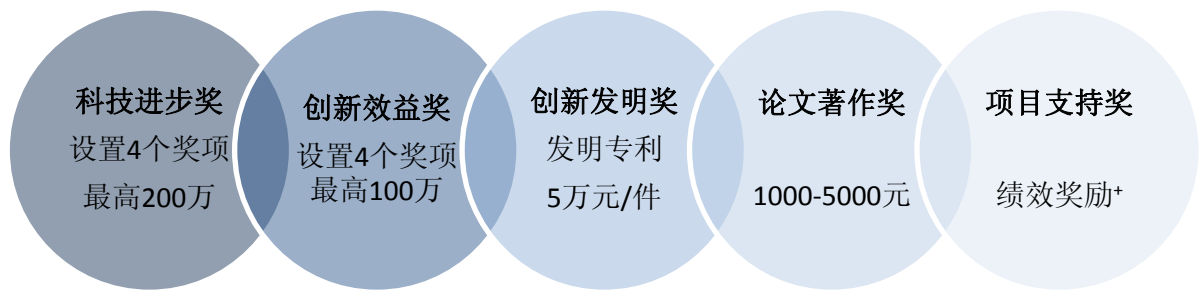 科技进步奖
设置4个奖项
最高200万
创新效益奖
设置4个奖项
最高100万
创新发明奖
发明专利
5万元/件
论文著作奖
1000-5000元
项目支持奖
绩效奖励⁺